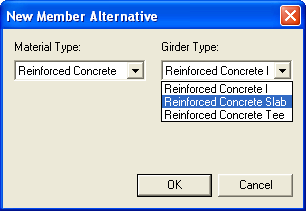 New Member Alternative
Material Type: Girder Type:
Reinforced Concrete Reinforced Concrete I
Reinforced Concrete I
Reinforced Concrete Slab
Reinforced Concrete Tee
OK Cancel